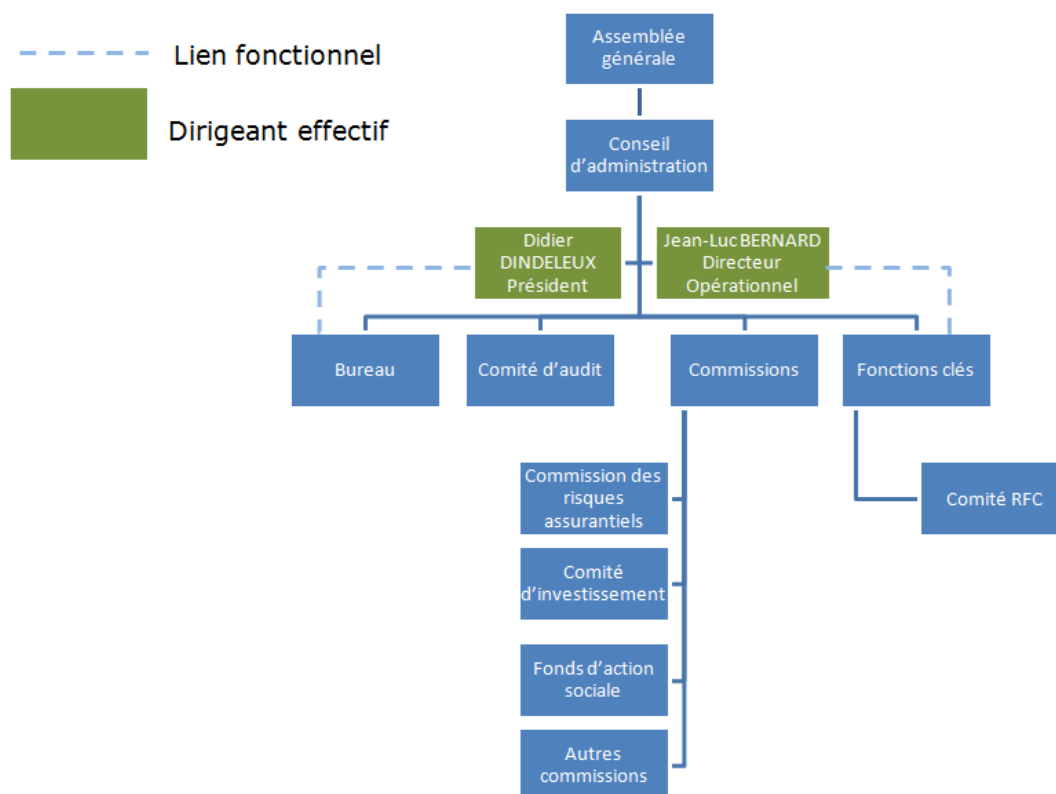 Lien fonctionnel
Dirigeant effectif
Assemblée
générale
Conseil
d'administration
Didier
DINDELEUX
Président
Jean-Luc BERNARD
Directeur
Opérationnel
Bureau
Comité d'audit
Commissions
Fonctions clés
Commission des
risques
assurantiels
Comité RFC
Comité
d'investissement
Fonds d'action
sociale
Autres
commissions